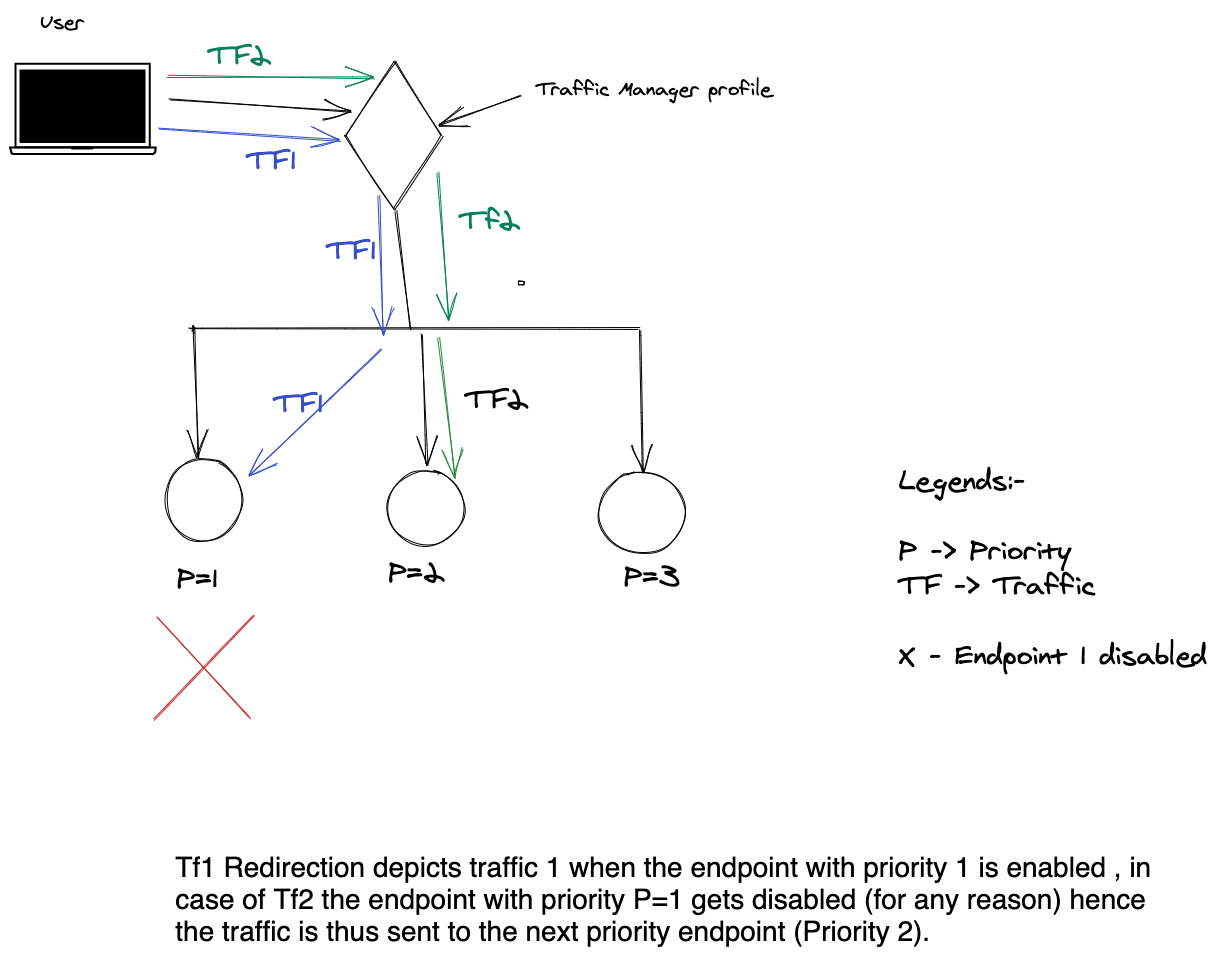 User
TF2
Traffic Manager profile
TF1
Tf2
TF1
TF1
TF2
Legends:-
P -> Priority
TF -> Traffic
P=1
P=2
P=3
X - Endpoint 1 disabled
Tf1 Redirection depicts traffic 1 when the endpoint with priority 1 is enabled , in
case of Tf2 the endpoint with priority P=1 gets disabled (for any reason) hence
the traffic is thus sent to the next priority endpoint (Priority 2).